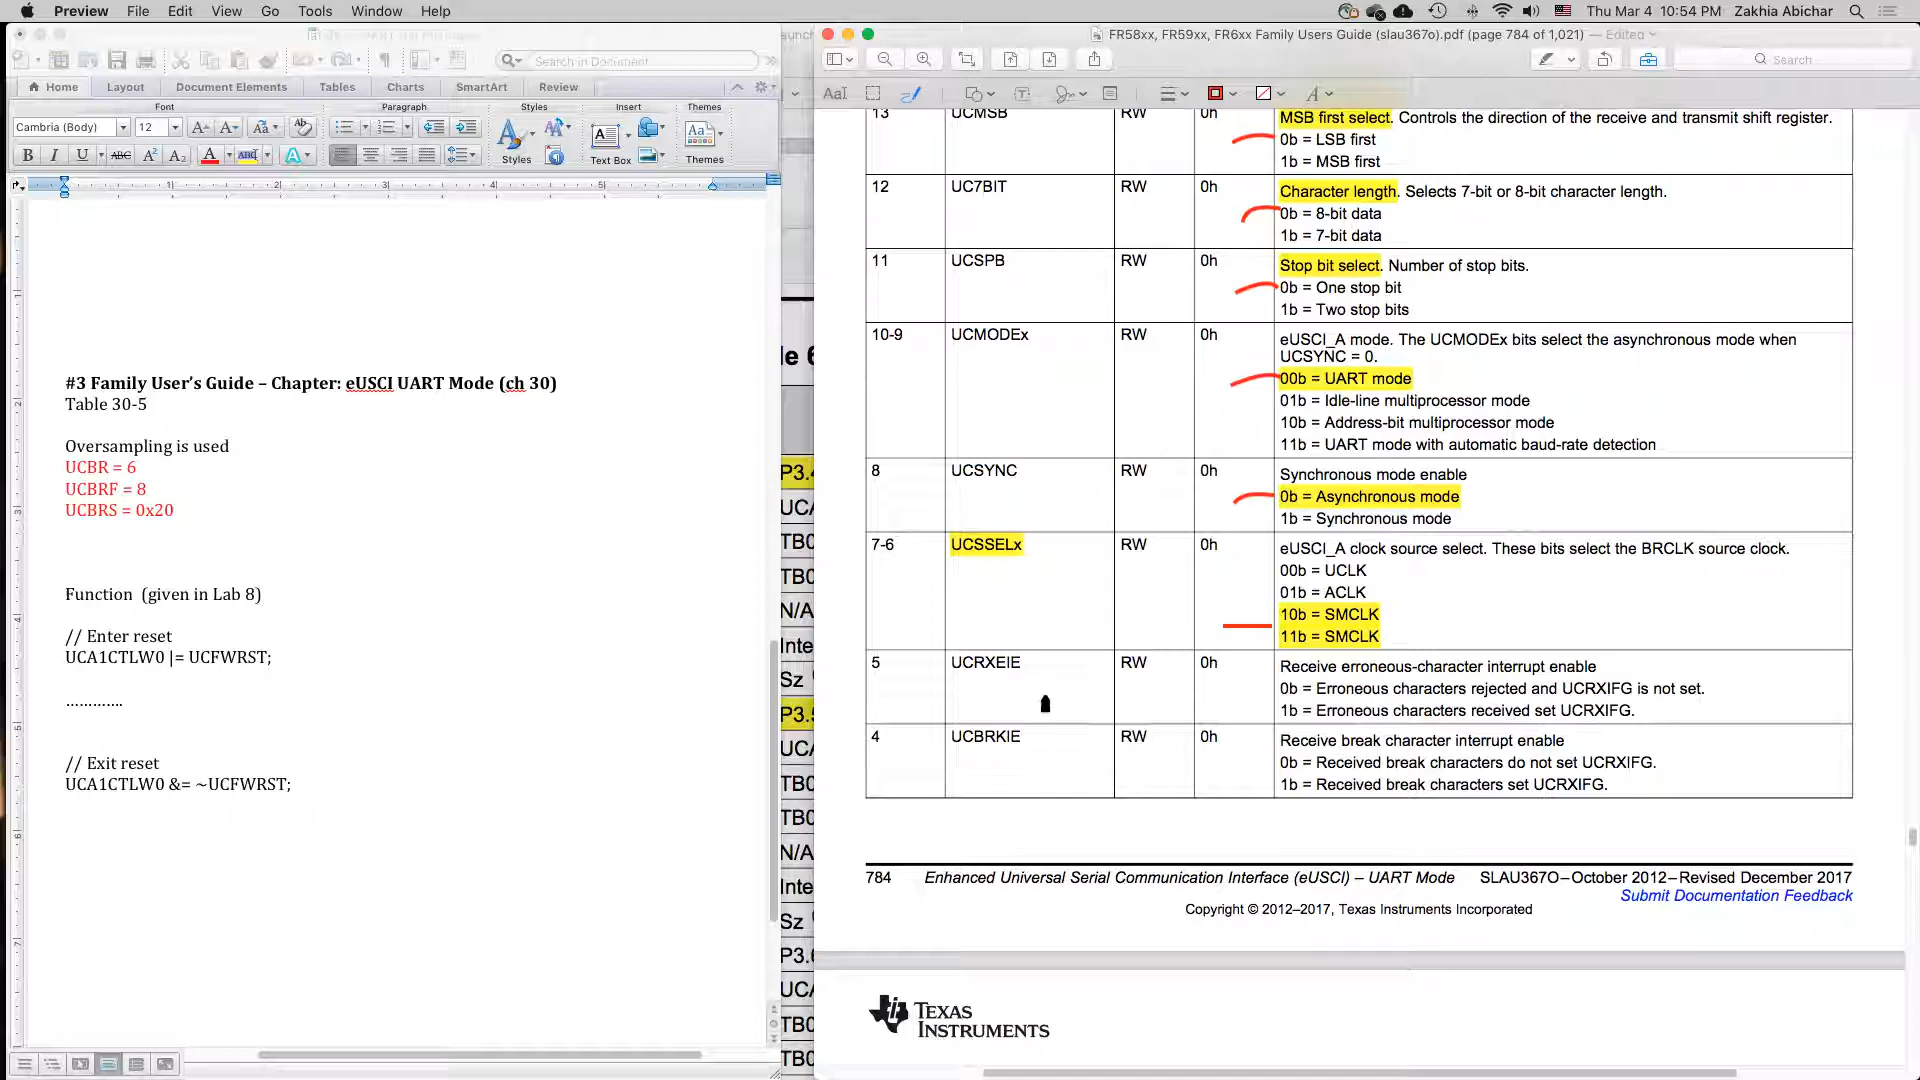 Preview File Edit View Go Tools Window Help
Thu Mar 4 10:54 PM Zakhia Abichar
Search in Document
Home Layout Document Elements Tables Charts SmartArt Review
Font Paragraph Styles Insert Themes
Cambria (Body) 12
Styles Text Box Themes
#3 Family User's Guide – Chapter: eUSCI UART Mode (ch 30)
Table 30-5
Oversampling is used
UCBR = 6
UCBRF = 8
UCBRS = 0x20
Function (given in Lab 8)
// Enter reset
UCA1CTLW0 |= UCFWRST;
.............
// Exit reset
UCA1CTLW0 &= ~UCFWRST;
FR58xx, FR59xx, FR6xx Family Users Guide (slau367o).pdf (page 784 of 1,021) — Edited
Search
13 UCMSB RW 0h MSB first select. Controls the direction of the receive and transmit shift register.
0b = LSB first
1b = MSB first
12 UC7BIT RW 0h Character length. Selects 7-bit or 8-bit character length.
0b = 8-bit data
1b = 7-bit data
11 UCSPB RW 0h Stop bit select. Number of stop bits.
0b = One stop bit
1b = Two stop bits
10-9 UCMODEx RW 0h eUSCI_A mode. The UCMODEx bits select the asynchronous mode when
UCSYNC = 0.
00b = UART mode
01b = Idle-line multiprocessor mode
10b = Address-bit multiprocessor mode
11b = UART mode with automatic baud-rate detection
8 UCSYNC RW 0h Synchronous mode enable
0b = Asynchronous mode
1b = Synchronous mode
7-6 UCSSELx RW 0h eUSCI_A clock source select. These bits select the BRCLK source clock.
00b = UCLK
01b = ACLK
10b = SMCLK
11b = SMCLK
5 UCRXEIE RW 0h Receive erroneous-character interrupt enable
0b = Erroneous characters rejected and UCRXIFG is not set.
1b = Erroneous characters received set UCRXIFG.
4 UCBRKIE RW 0h Receive break character interrupt enable
0b = Received break characters do not set UCRXIFG.
1b = Received break characters set UCRXIFG.
784 Enhanced Universal Serial Communication Interface (eUSCI) – UART Mode SLAU367O–October 2012–Revised December 2017
Submit Documentation Feedback
Copyright © 2012–2017, Texas Instruments Incorporated
TEXAS
INSTRUMENTS